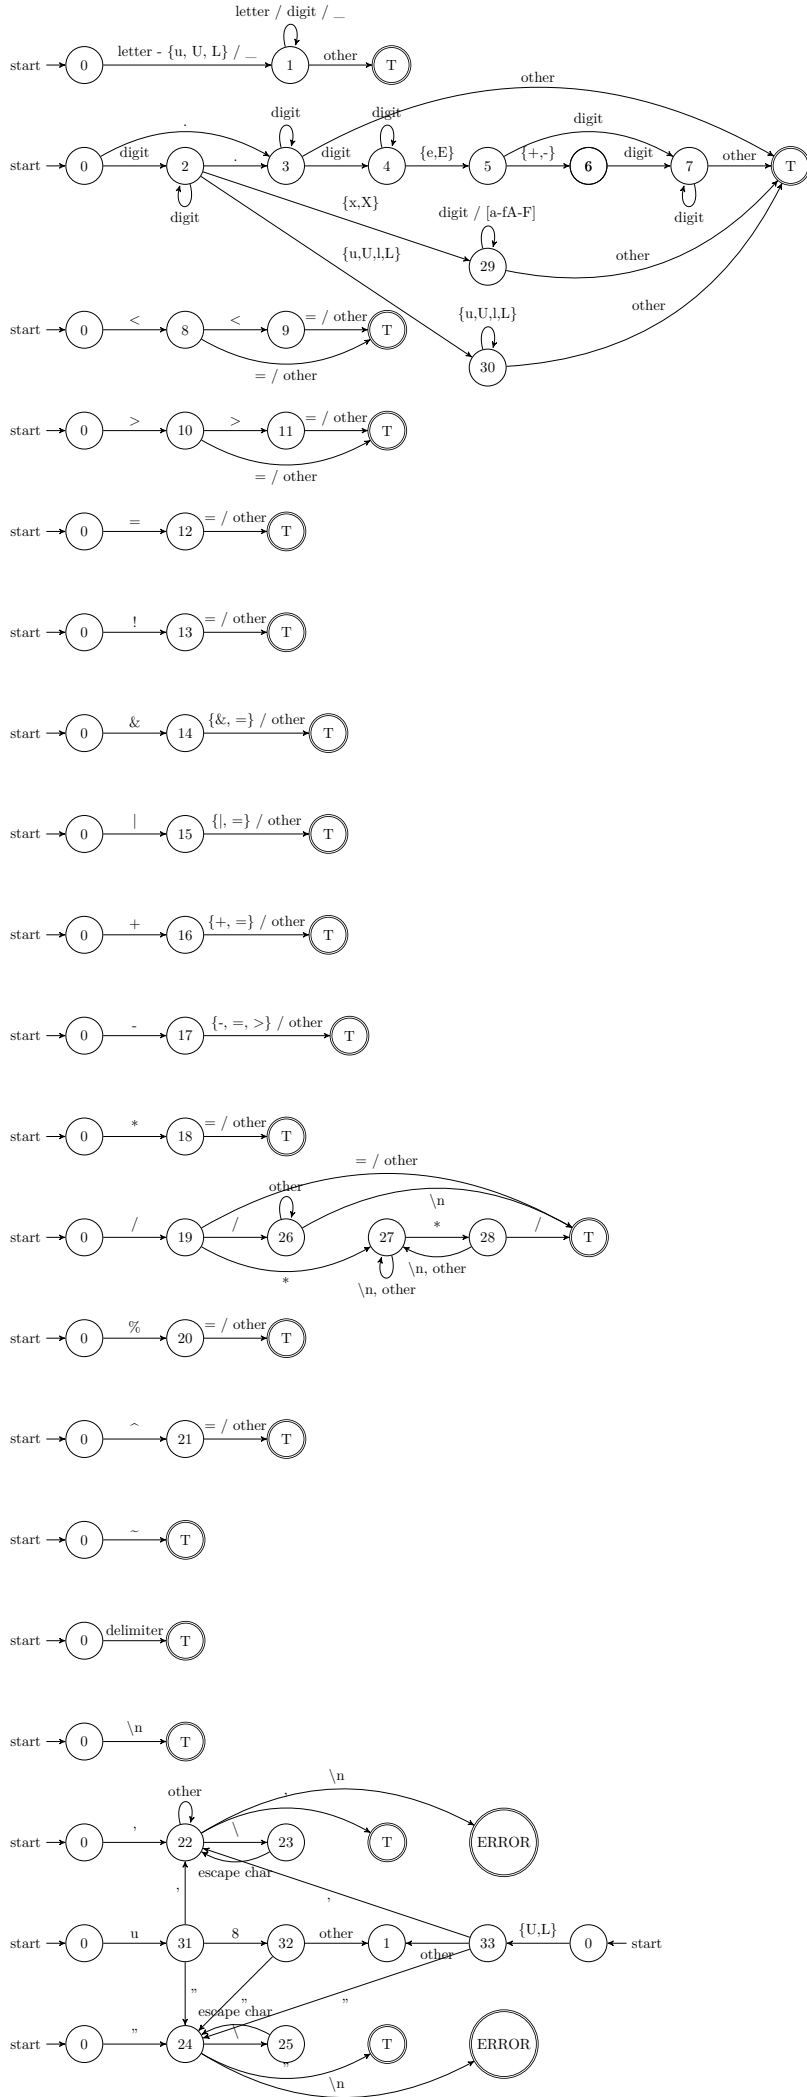 letter / digit / _
start 0 letter - {u, U, L} / _ 1 other T
other
. digit digit digit
start 0 digit 2 . 3 digit 4 {e,E} 5 {+,-} 6 digit 7 other T
digit digit
{x,X} digit / [a-fA-F]
{u,U,l,L} 29 other
{u,U,l,L} other
start 0 < 8 < 9 = / other T
30
= / other
start 0 > 10 > 11 = / other T
= / other
start 0 = 12 = / other T
start 0 ! 13 = / other T
start 0 & 14 {&, =} / other T
start 0 | 15 {|, =} / other T
start 0 + 16 {+, =} / other T
start 0 - 17 {-, =, >} / other T
start 0 * 18 = / other T
= / other
other \n
start 0 / 19 / 26 27 * 28 / T
* \n, other \n, other
start 0 % 20 = / other T
start 0 ^ 21 = / other T
start 0 ~ T
start 0 delimiter T
start 0 \n T
other ’ \n
start 0 ’ 22 \ 23 T ERROR
escape char
’ ’
start 0 u 31 8 32 other 1 other 33 {U,L} 0 start
” ” ”
escape char
start 0 ” 24 \ 25 T ERROR
”
\n